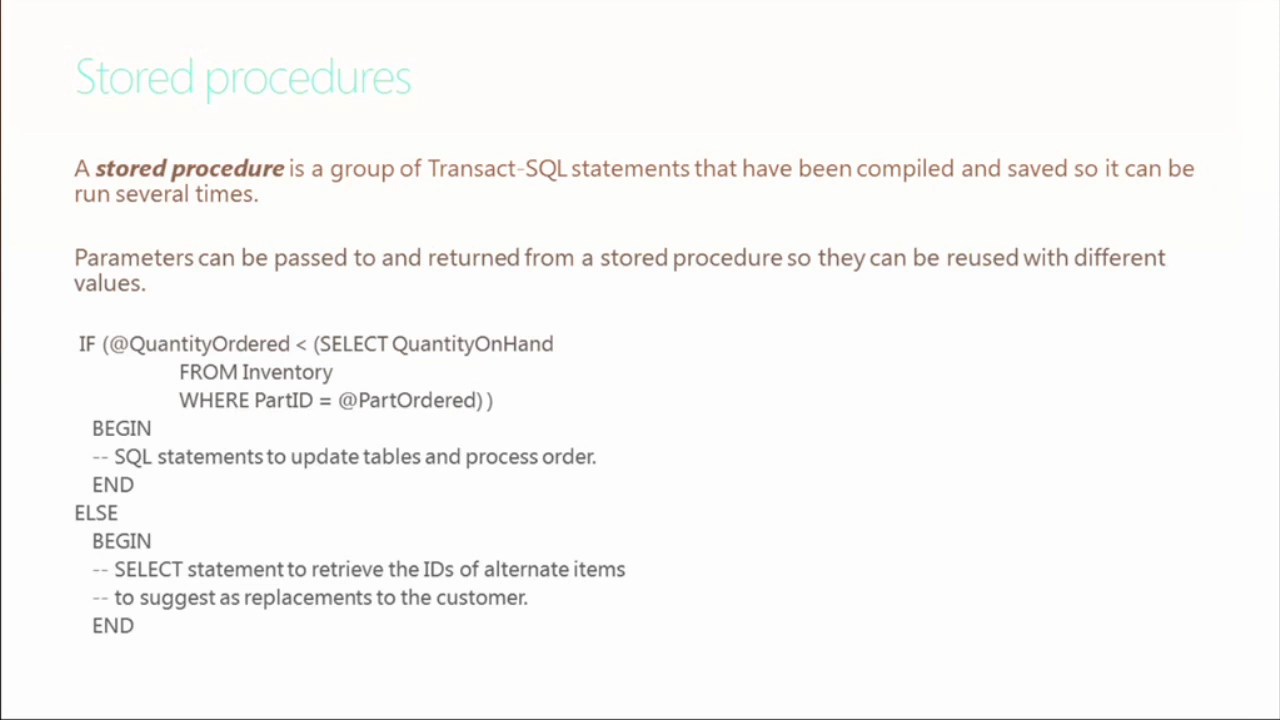 Stored procedures
A stored procedure is a group of Transact-SQL statements that have been compiled and saved so it can be
run several times.
Parameters can be passed to and returned from a stored procedure so they can be reused with different
values.
IF (@QuantityOrdered < (SELECT QuantityOnHand
FROM Inventory
WHERE PartID = @PartOrdered) )
BEGIN
-- SQL statements to update tables and process order.
END
ELSE
BEGIN
-- SELECT statement to retrieve the IDs of alternate items
-- to suggest as replacements to the customer.
END